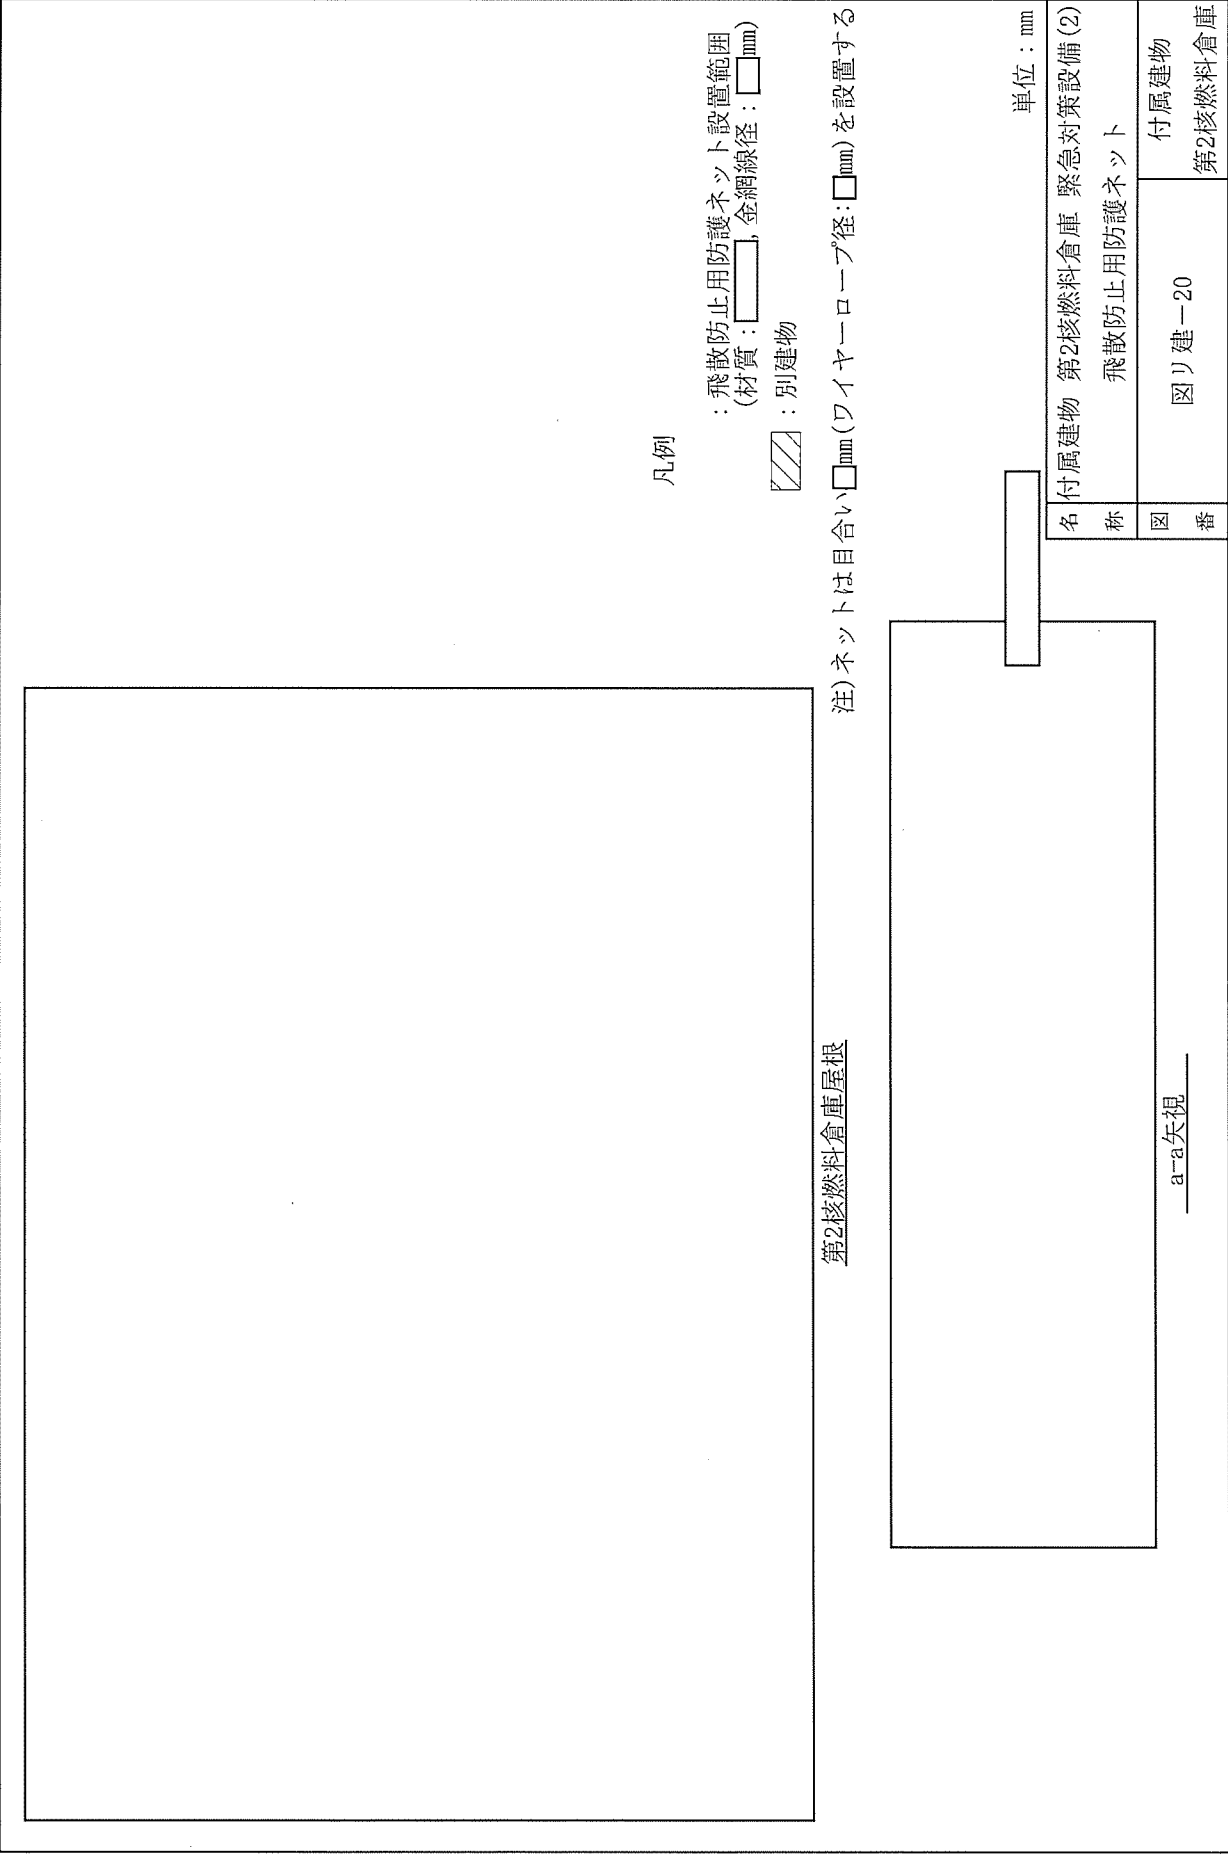 第2核燃料倉庫屋根
凡例
:飛散防止用防護ネット設置範囲
(材質:□,金網線径:□mm)
:別建物
注)ネットは目合い□mm(ワイヤーロープ径:□mm)を設置する
a-a矢視
単位:mm
名称
付属建物 第2核燃料倉庫 緊急対策設備(2)
飛散防止用防護ネット
図番
図リ建-20
付属建物
第2核燃料倉庫